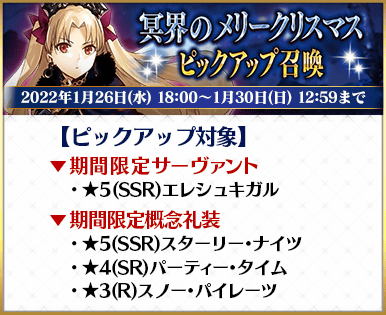 冥界のメリークリスマス
ピックアップ召喚
2022年1月26日(水) 18:00～1月30日(日) 12:59まで
【ピックアップ対象】
▼期間限定サーヴァント
・★5(SSR)エレシュキガル
▼期間限定概念礼装
・★5(SSR)スターリー・ナイツ
・★4(SR)パーティー・タイム
・★3(R)スノー・パイレーツ